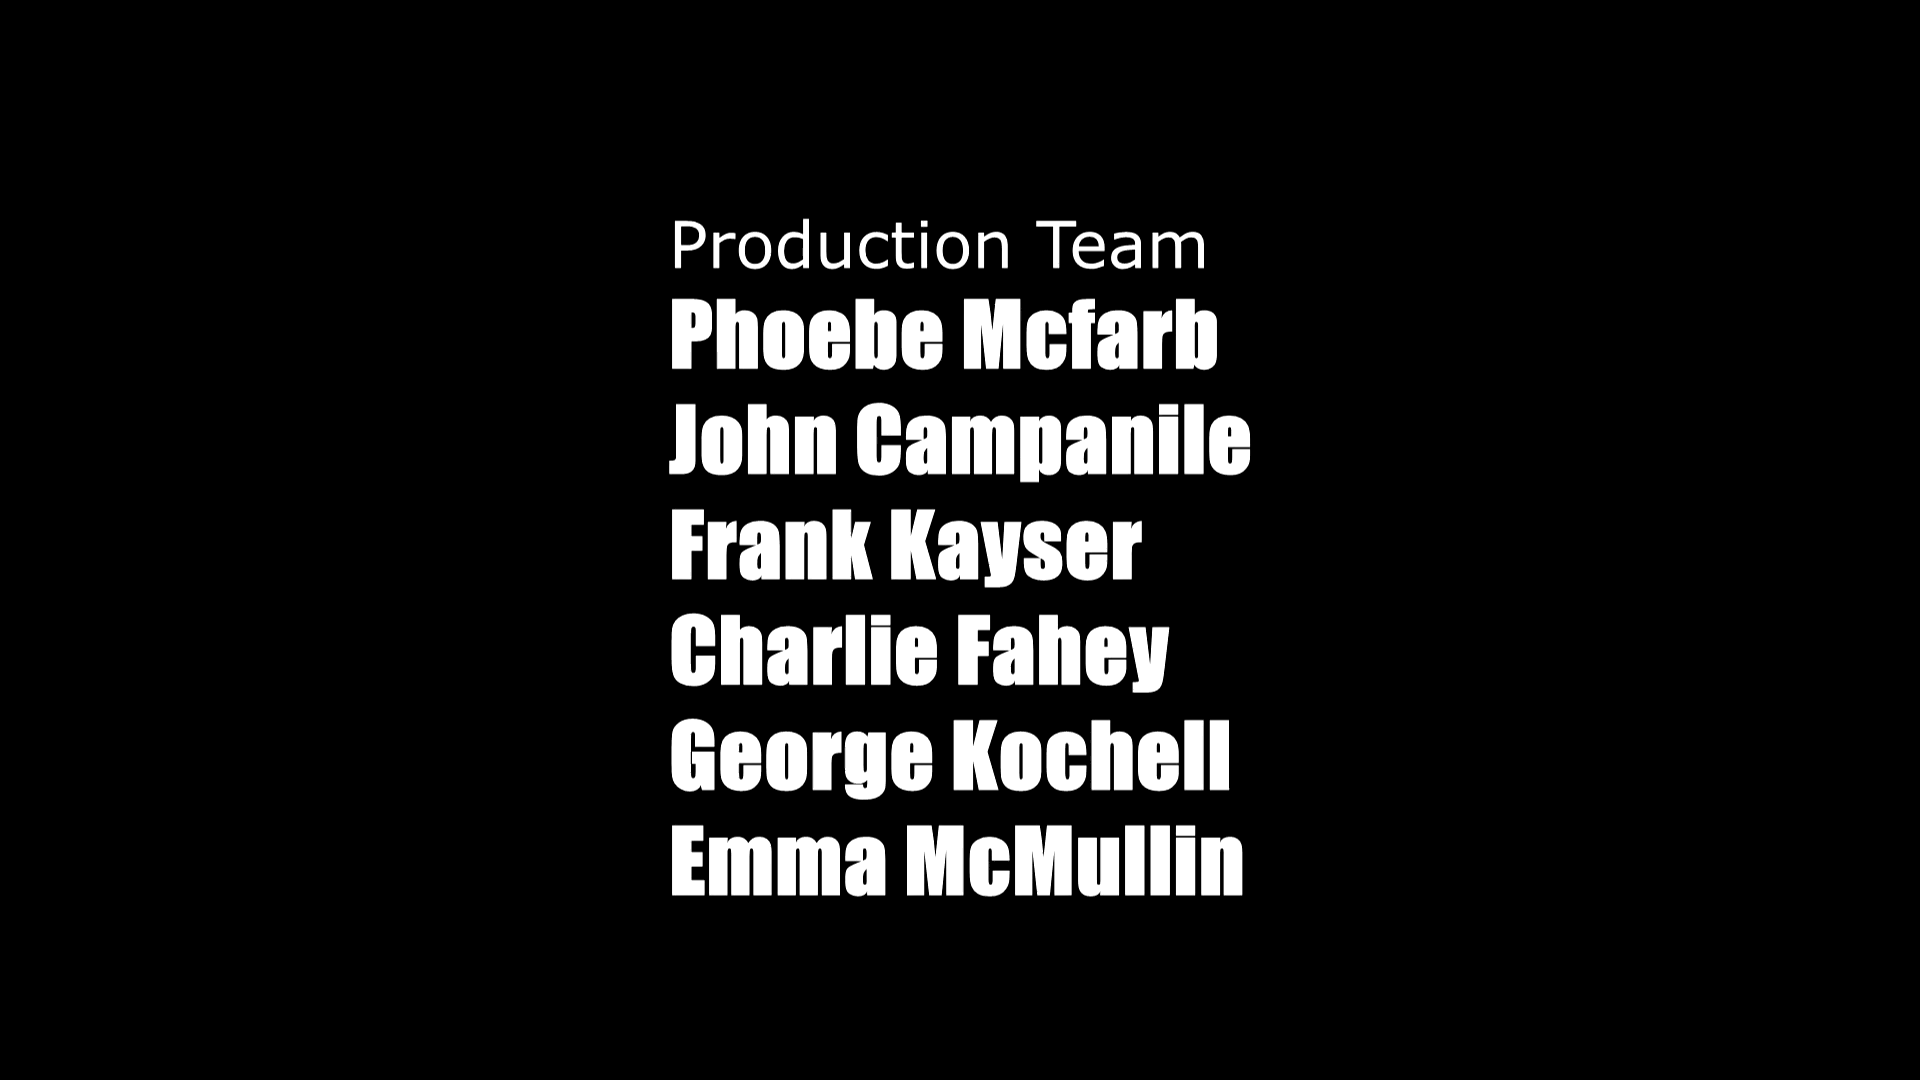 Production Team
Phoebe Mcfarb
John Campanile
Frank Kayser
Charlie Fahey
George Kochell
Emma McMullin